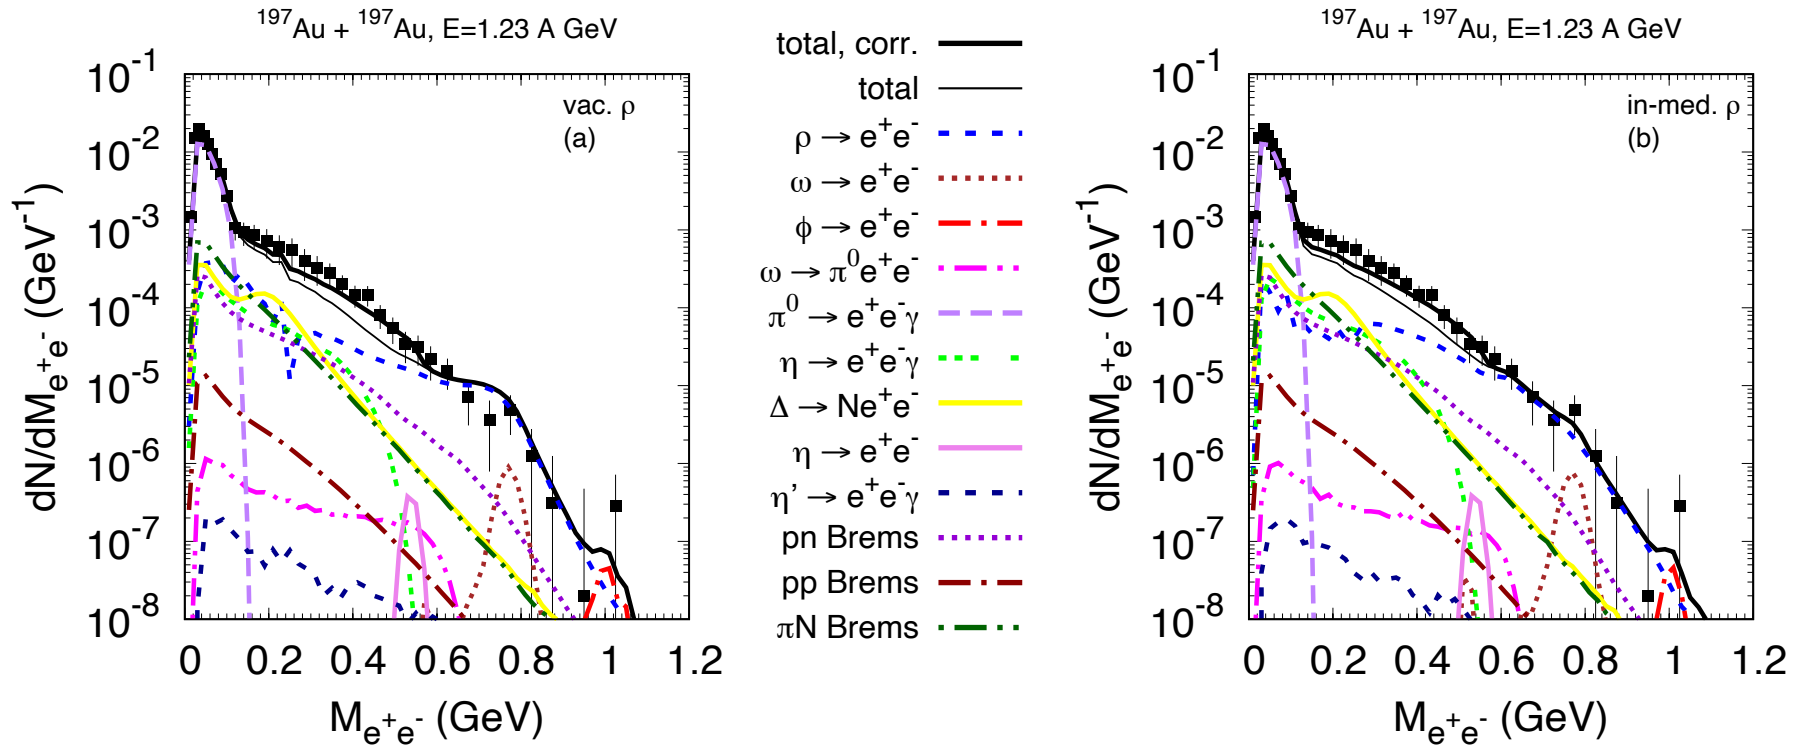 ¹⁹⁷Au + ¹⁹⁷Au, E=1.23 A GeV
vac. ρ
(a)
10⁻¹
10⁻²
10⁻³
10⁻⁴
10⁻⁵
10⁻⁶
10⁻⁷
10⁻⁸
dN/dM_e⁺e⁻ (GeV⁻¹)
0 0.2 0.4 0.6 0.8 1 1.2
M_e⁺e⁻ (GeV)
total, corr.
total
ρ → e⁺e⁻
ω → e⁺e⁻
ϕ → e⁺e⁻
ω → π⁰e⁺e⁻
π⁰ → e⁺e⁻γ
η → e⁺e⁻γ
Δ → Ne⁺e⁻
η → e⁺e⁻
η' → e⁺e⁻γ
pn Brems
pp Brems
πN Brems
¹⁹⁷Au + ¹⁹⁷Au, E=1.23 A GeV
in-med. ρ
(b)
10⁻¹
10⁻²
10⁻³
10⁻⁴
10⁻⁵
10⁻⁶
10⁻⁷
10⁻⁸
dN/dM_e⁺e⁻ (GeV⁻¹)
0 0.2 0.4 0.6 0.8 1 1.2
M_e⁺e⁻ (GeV)